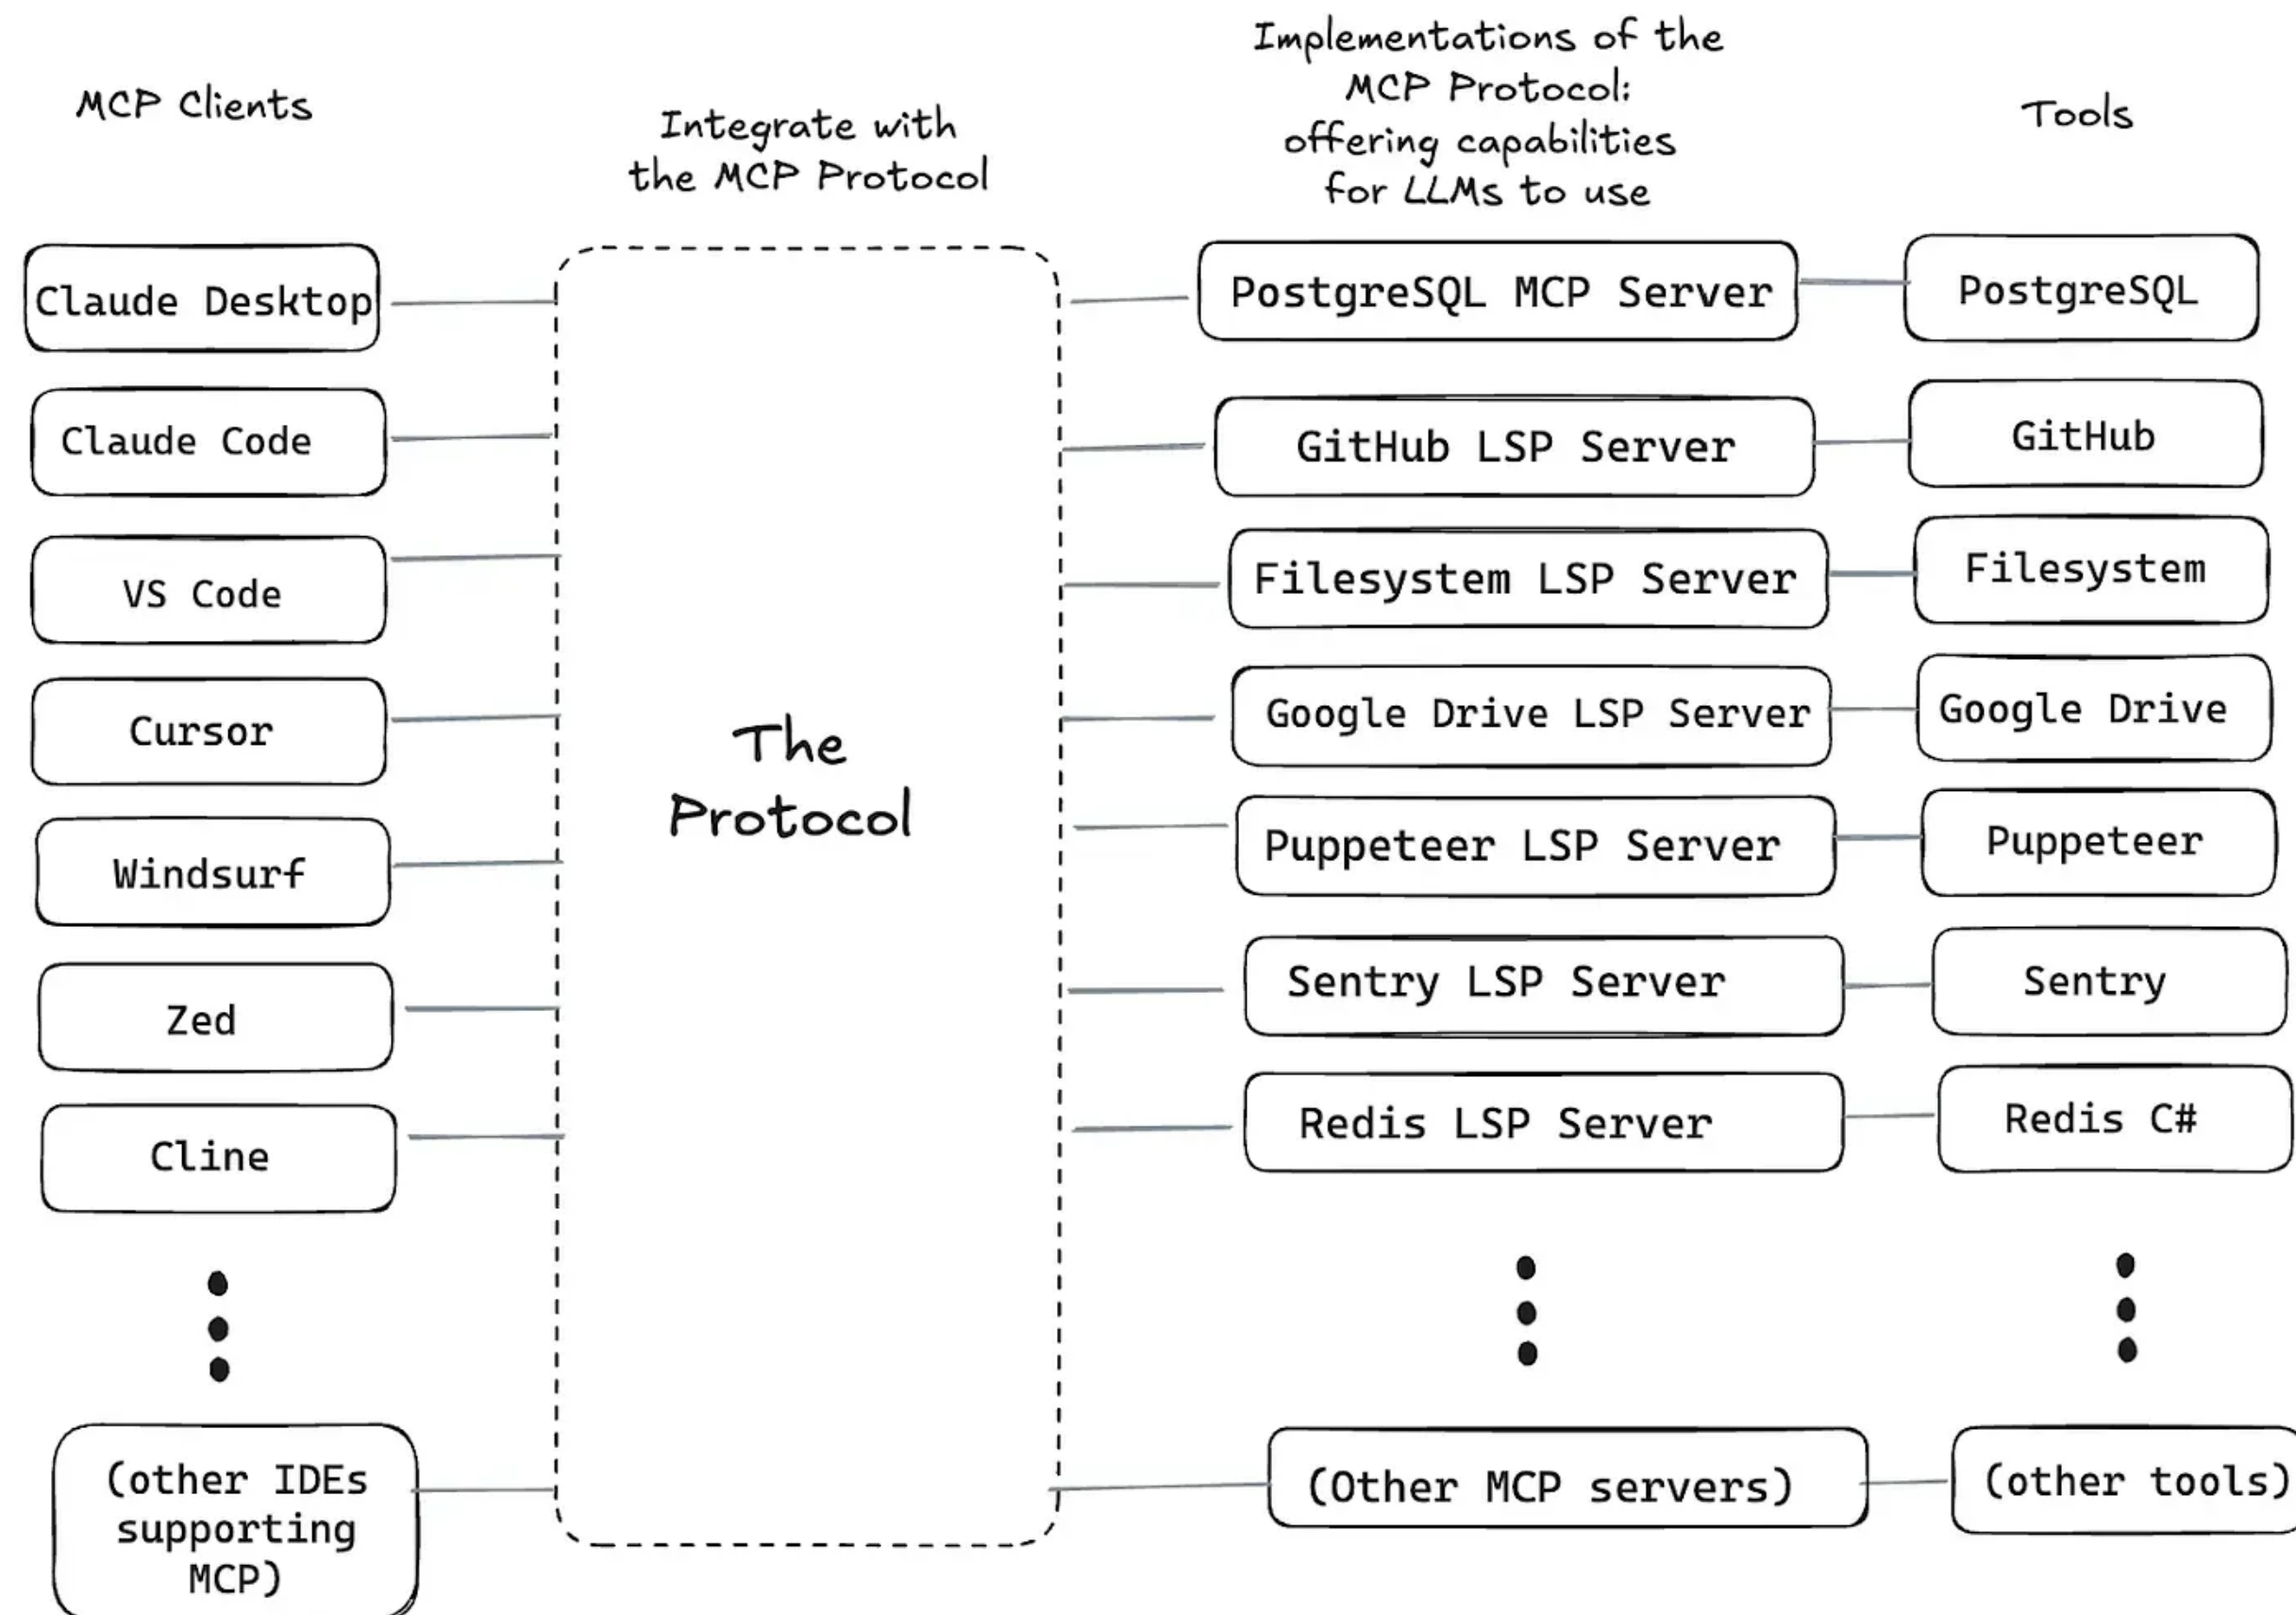 MCP Clients
Integrate with
the MCP Protocol
Implementations of the
MCP Protocol:
offering capabilities
for LLMs to use
Tools
Claude Desktop
PostgreSQL MCP Server
PostgreSQL
Claude Code
GitHub LSP Server
GitHub
VS Code
Filesystem LSP Server
Filesystem
Cursor
Google Drive LSP Server
Google Drive
The
Protocol
Windsurf
Puppeteer LSP Server
Puppeteer
Zed
Sentry LSP Server
Sentry
Cline
Redis LSP Server
Redis C#
(other IDEs
supporting
MCP)
(Other MCP servers)
(other tools)